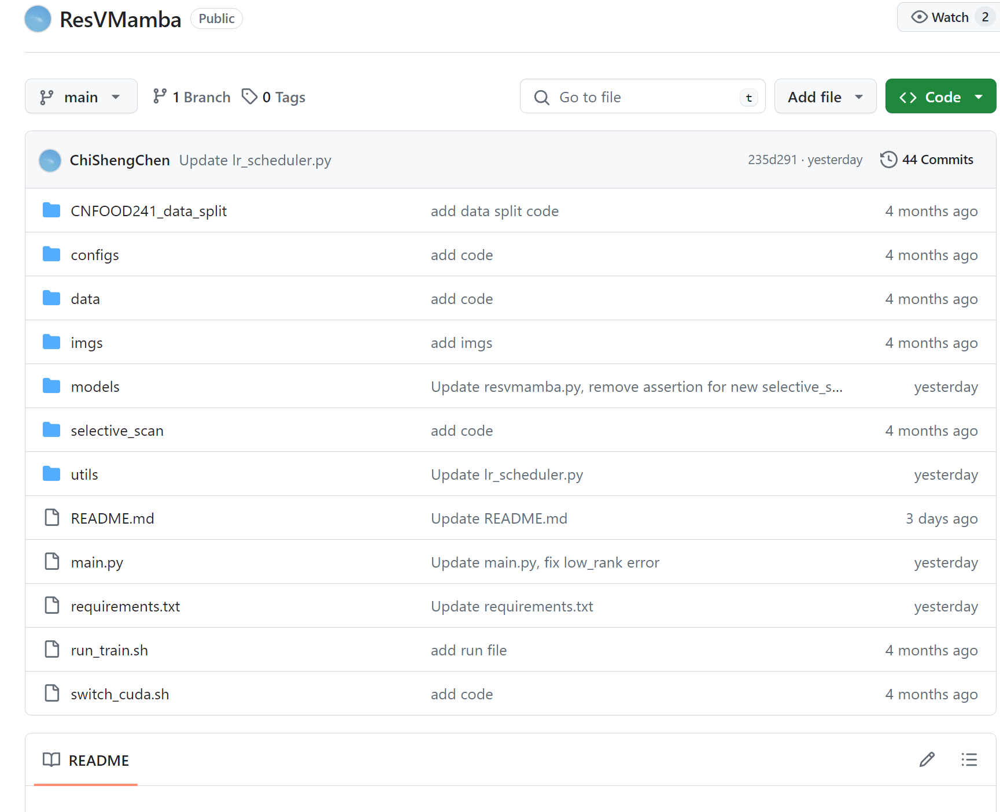 ResVMamba Public Watch 2
main 1 Branch 0 Tags Go to file t Add file Code
ChiShengChen Update lr_scheduler.py 235d291 · yesterday 44 Commits
CNFOOD241_data_split add data split code 4 months ago
configs add code 4 months ago
data add code 4 months ago
imgs add imgs 4 months ago
models Update resvmamba.py, remove assertion for new selective_s... yesterday
selective_scan add code 4 months ago
utils Update lr_scheduler.py yesterday
README.md Update README.md 3 days ago
main.py Update main.py, fix low_rank error yesterday
requirements.txt Update requirements.txt yesterday
run_train.sh add run file 4 months ago
switch_cuda.sh add code 4 months ago
README